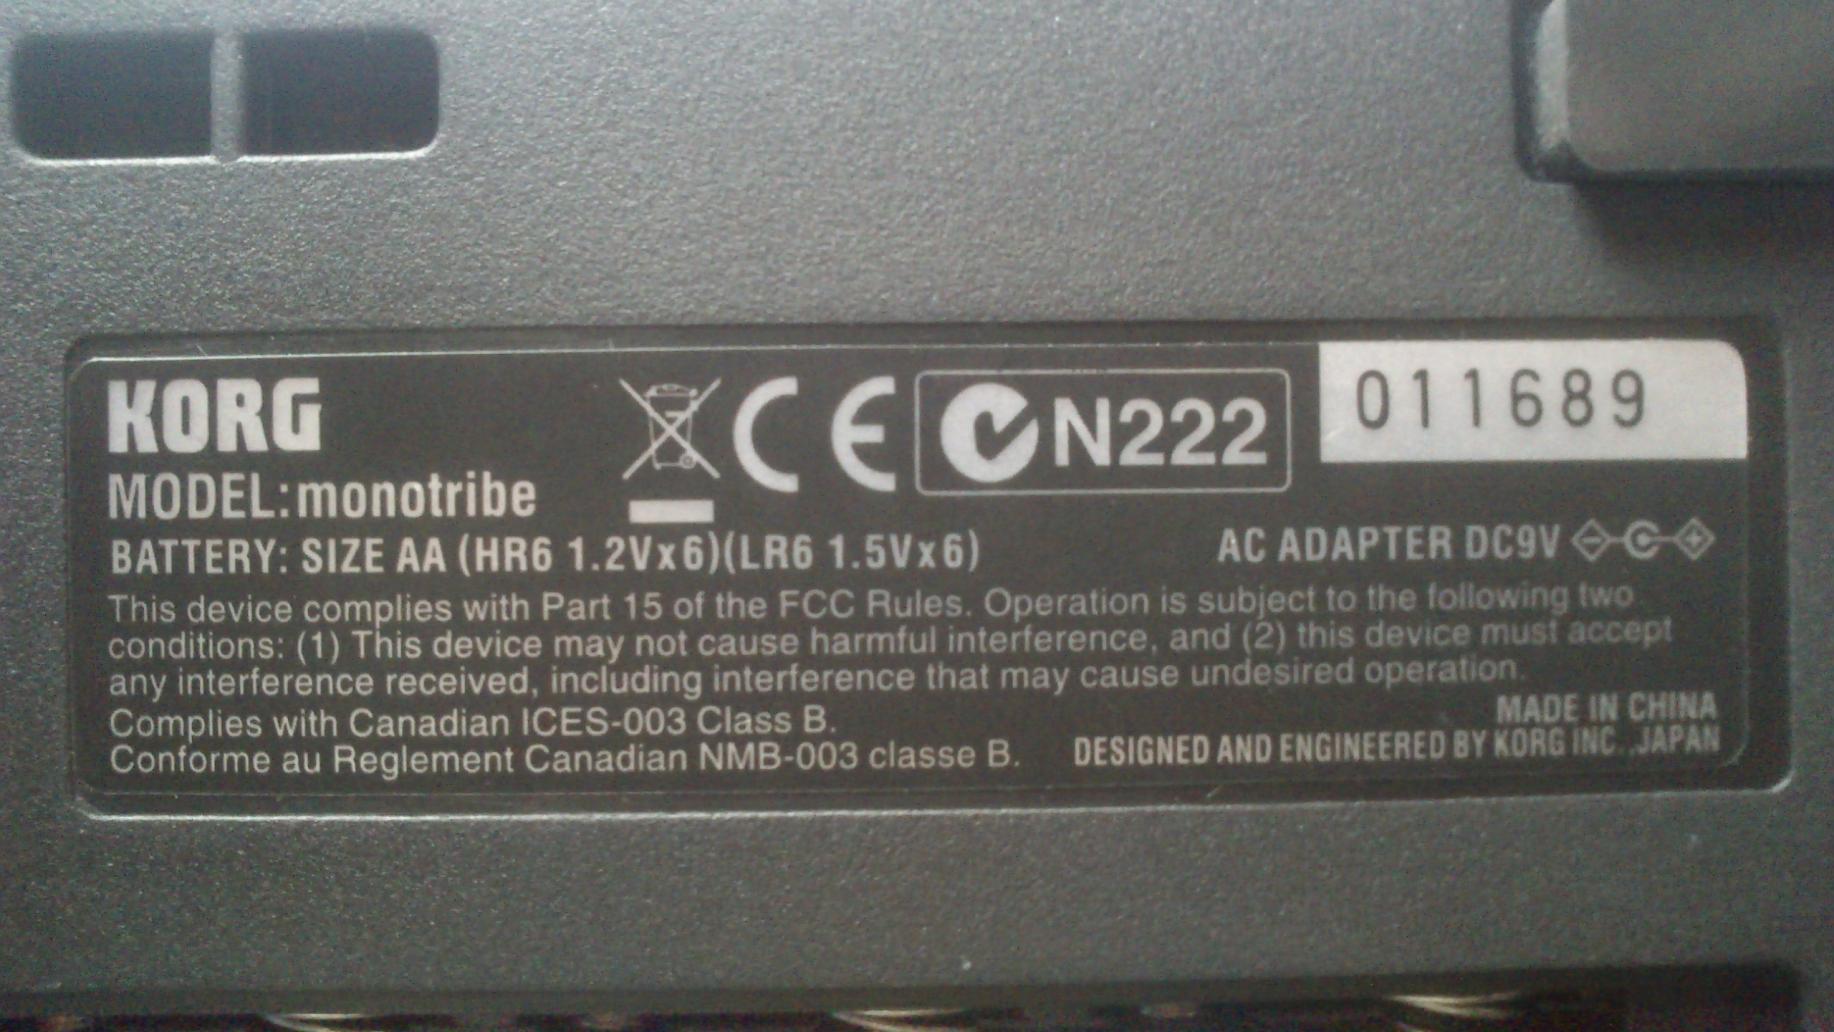 KORG
CE
N222
011689
MODEL:monotribe
BATTERY: SIZE AA (HR6 1.2Vx6)(LR6 1.5Vx6)
AC ADAPTER DC9V
This device complies with Part 15 of the FCC Rules. Operation is subject to the following two
conditions: (1) This device may not cause harmful interference, and (2) this device must accept
any interference received, including interference that may cause undesired operation.
Complies with Canadian ICES-003 Class B.
MADE IN CHINA
Conforme au Reglement Canadian NMB-003 classe B.
DESIGNED AND ENGINEERED BY KORG INC. JAPAN